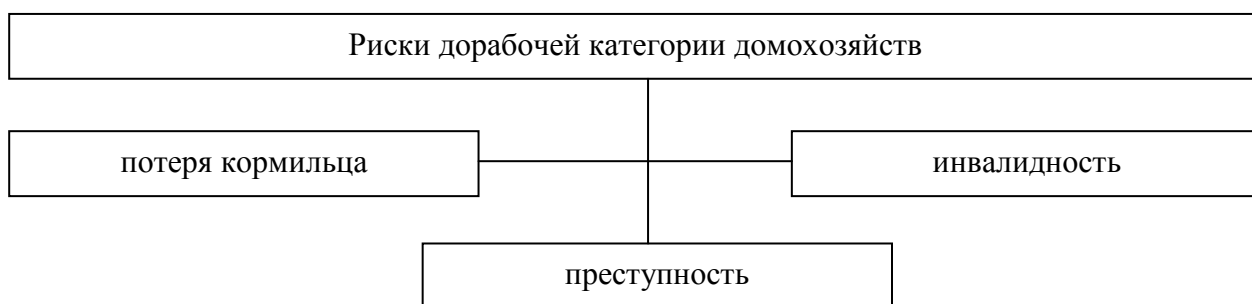 Риски дорабочей категории домохозяйств
потеря кормильца
инвалидность
преступность